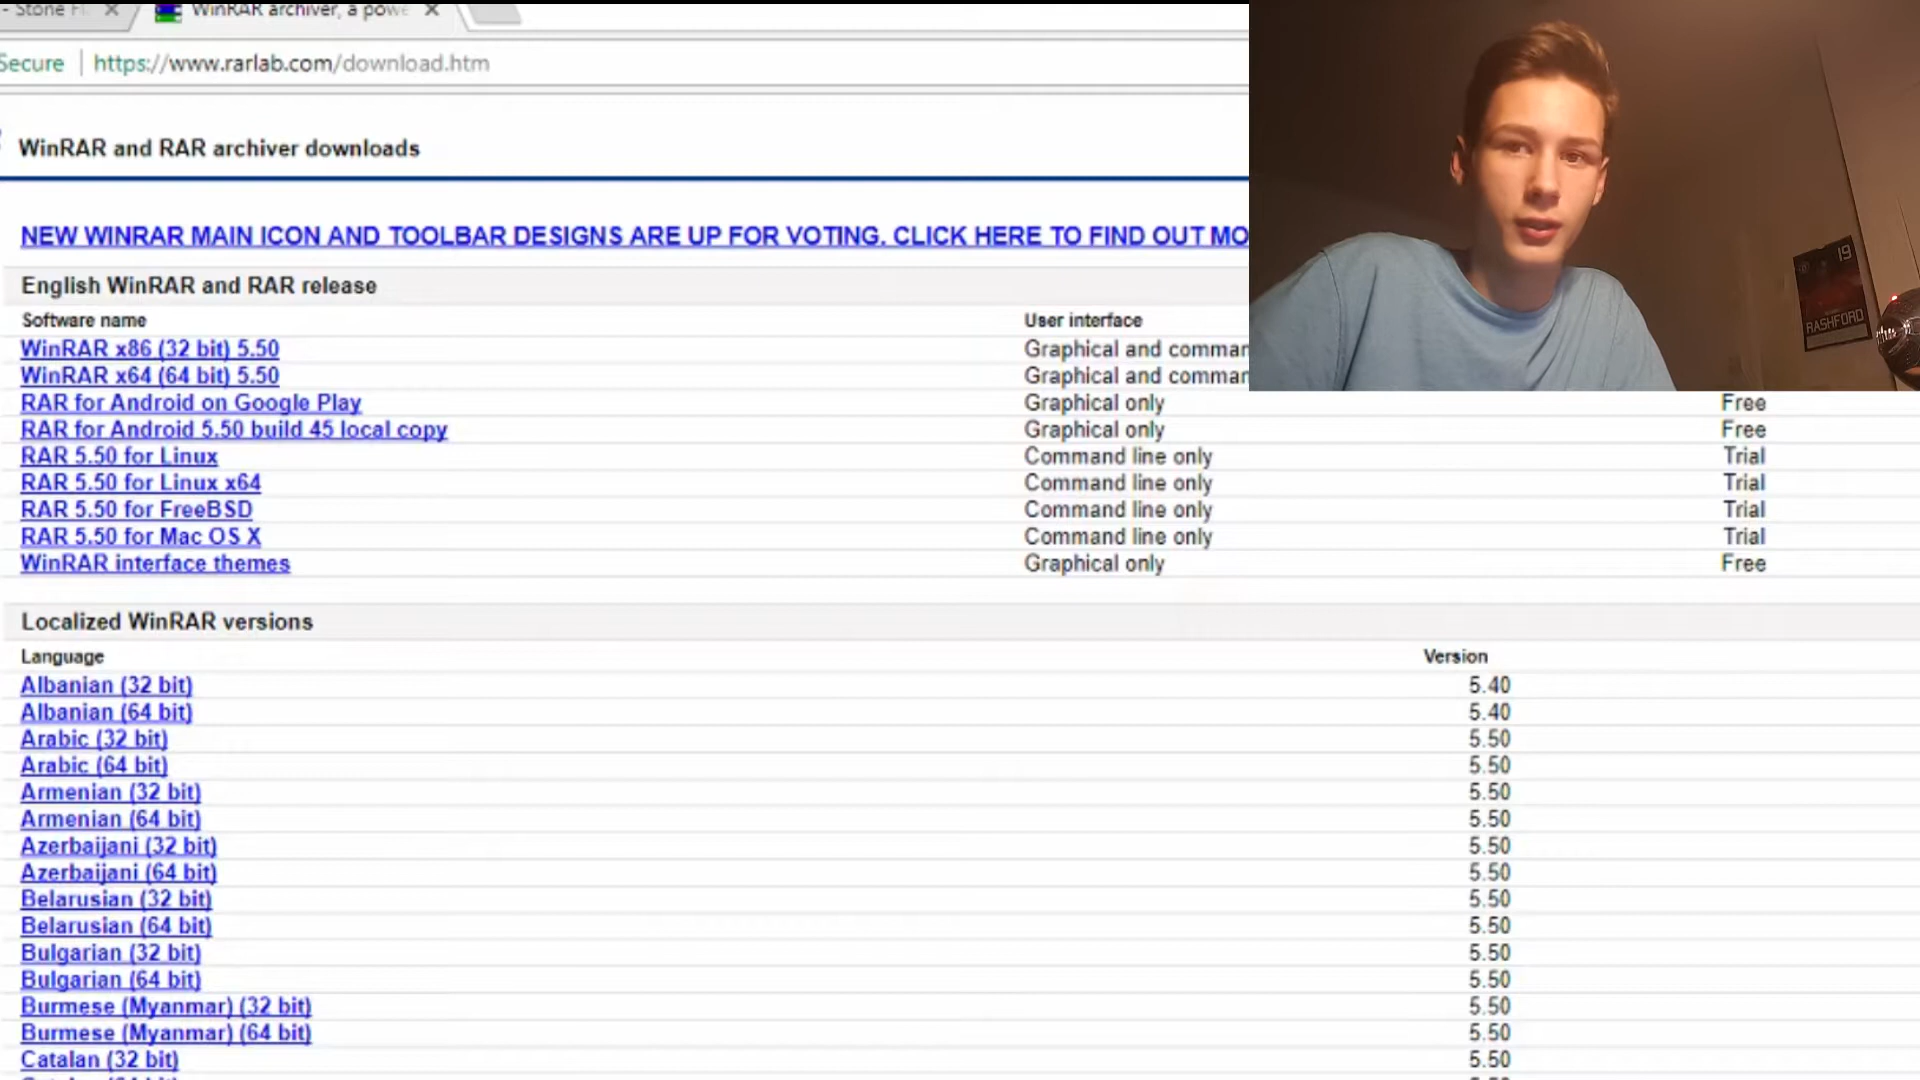 - Stone Fi
WinRAR archiver, a powe
Secure | https://www.rarlab.com/download.htm
WinRAR and RAR archiver downloads
NEW WINRAR MAIN ICON AND TOOLBAR DESIGNS ARE UP FOR VOTING. CLICK HERE TO FIND OUT MO
English WinRAR and RAR release
Software name User interface
WinRAR x86 (32 bit) 5.50 Graphical and comman
WinRAR x64 (64 bit) 5.50 Graphical and comman
RAR for Android on Google Play Graphical only Free
RAR for Android 5.50 build 45 local copy Graphical only Free
RAR 5.50 for Linux Command line only Trial
RAR 5.50 for Linux x64 Command line only Trial
RAR 5.50 for FreeBSD Command line only Trial
RAR 5.50 for Mac OS X Command line only Trial
WinRAR interface themes Graphical only Free
Localized WinRAR versions
Language Version
Albanian (32 bit) 5.40
Albanian (64 bit) 5.40
Arabic (32 bit) 5.50
Arabic (64 bit) 5.50
Armenian (32 bit) 5.50
Armenian (64 bit) 5.50
Azerbaijani (32 bit) 5.50
Azerbaijani (64 bit) 5.50
Belarusian (32 bit) 5.50
Belarusian (64 bit) 5.50
Bulgarian (32 bit) 5.50
Bulgarian (64 bit) 5.50
Burmese (Myanmar) (32 bit) 5.50
Burmese (Myanmar) (64 bit) 5.50
Catalan (32 bit) 5.50
19
RASHFORD